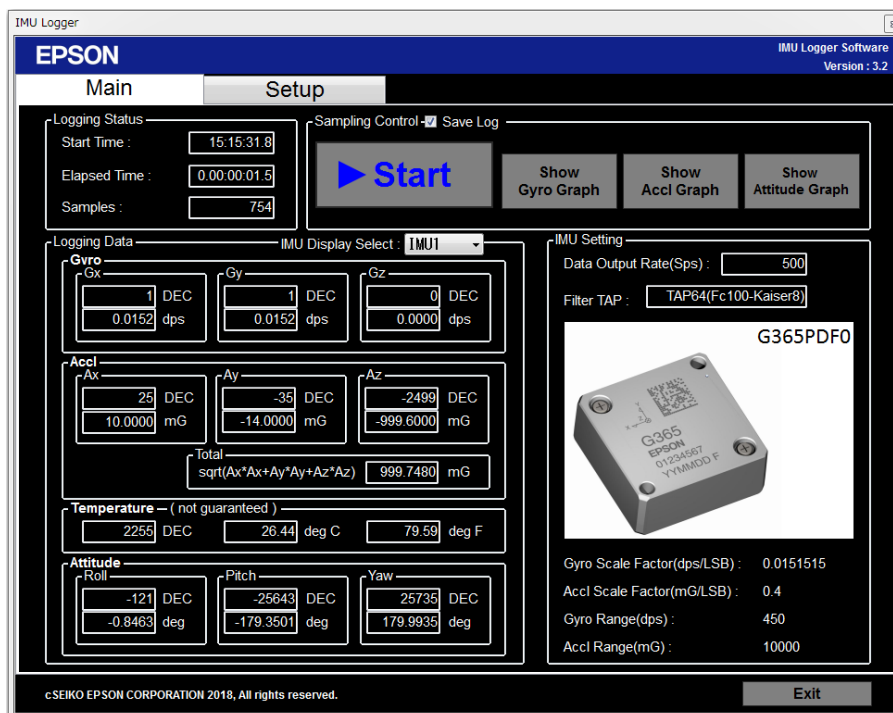 IMU Logger
EPSON
IMU Logger Software
Version : 3.2
Main
Setup
Logging Status
Start Time : 15:15:31.8
Elapsed Time : 0.00:00:01.5
Samples : 754
Sampling Control Save Log
Start
Show
Gyro Graph
Show
Accl Graph
Show
Attitude Graph
Logging Data
IMU Display Select : IMU1
Gyro
Gx
1 DEC
0.0152 dps
Gy
1 DEC
0.0152 dps
Gz
0 DEC
0.0000 dps
Accl
Ax
25 DEC
10.0000 mG
Ay
-35 DEC
-14.0000 mG
Az
-2499 DEC
-999.6000 mG
Total
sqrt(Ax*Ax+Ay*Ay+Az*Az) 999.7480 mG
Temperature ( not guaranteed )
2255 DEC 26.44 deg C 79.59 deg F
Attitude
Roll
-121 DEC
-0.8463 deg
Pitch
-25643 DEC
-179.3501 deg
Yaw
25735 DEC
179.9935 deg
IMU Setting
Data Output Rate(Sps) : 500
Filter TAP : TAP64(Fc100-Kaiser8)
G365PDF0
G365
EPSON
01234567
YYMMDD F
Gyro Scale Factor(dps/LSB) : 0.0151515
Accl Scale Factor(mG/LSB) : 0.4
Gyro Range(dps) : 450
Accl Range(mG) : 10000
cSEIKO EPSON CORPORATION 2018, All rights reserved.
Exit